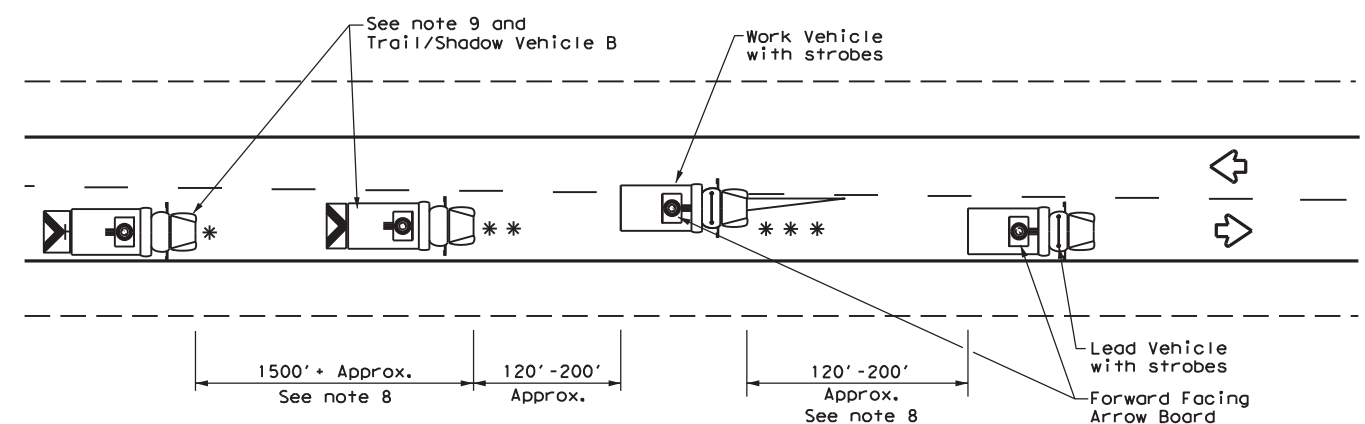 See note 9 and
Trail/Shadow Vehicle B
Work Vehicle
with strobes
*
* *
* * *
1500'+ Approx.
See note 8
120'-200'
Approx.
120'-200'
Approx.
See note 8
Lead Vehicle
with strobes
Forward Facing
Arrow Board